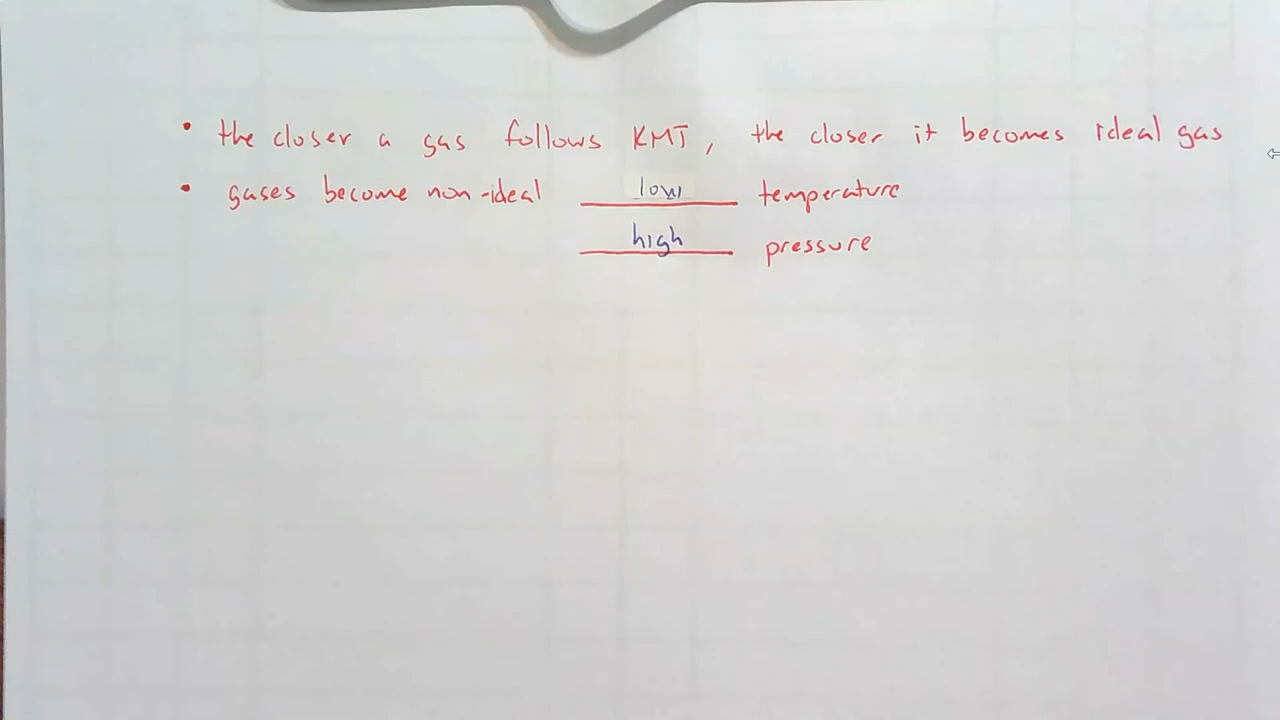 • the closer a gas follows KMT, the closer it becomes ideal gas
• gases become non-ideal low temperature
high pressure